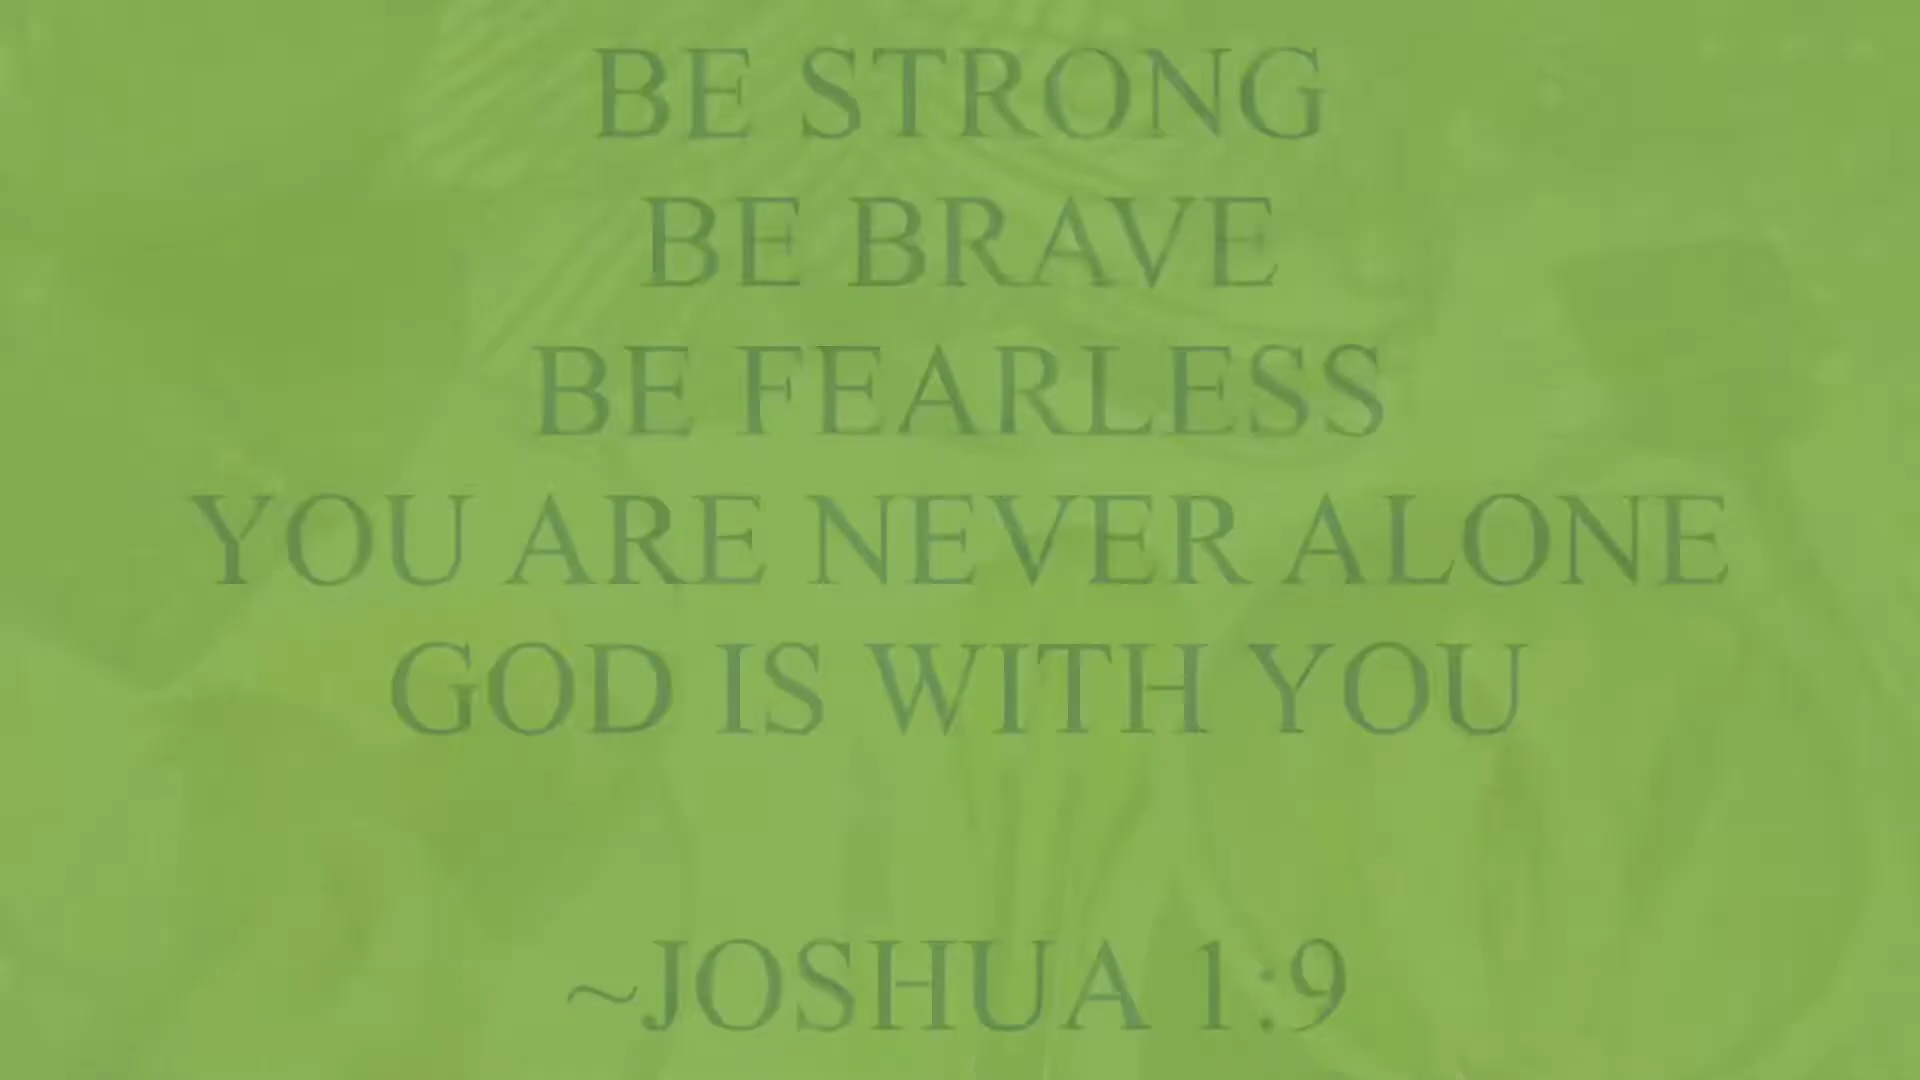 BE STRONG
BE BRAVE
BE FEARLESS
YOU ARE NEVER ALONE
GOD IS WITH YOU
~JOSHUA 1:9